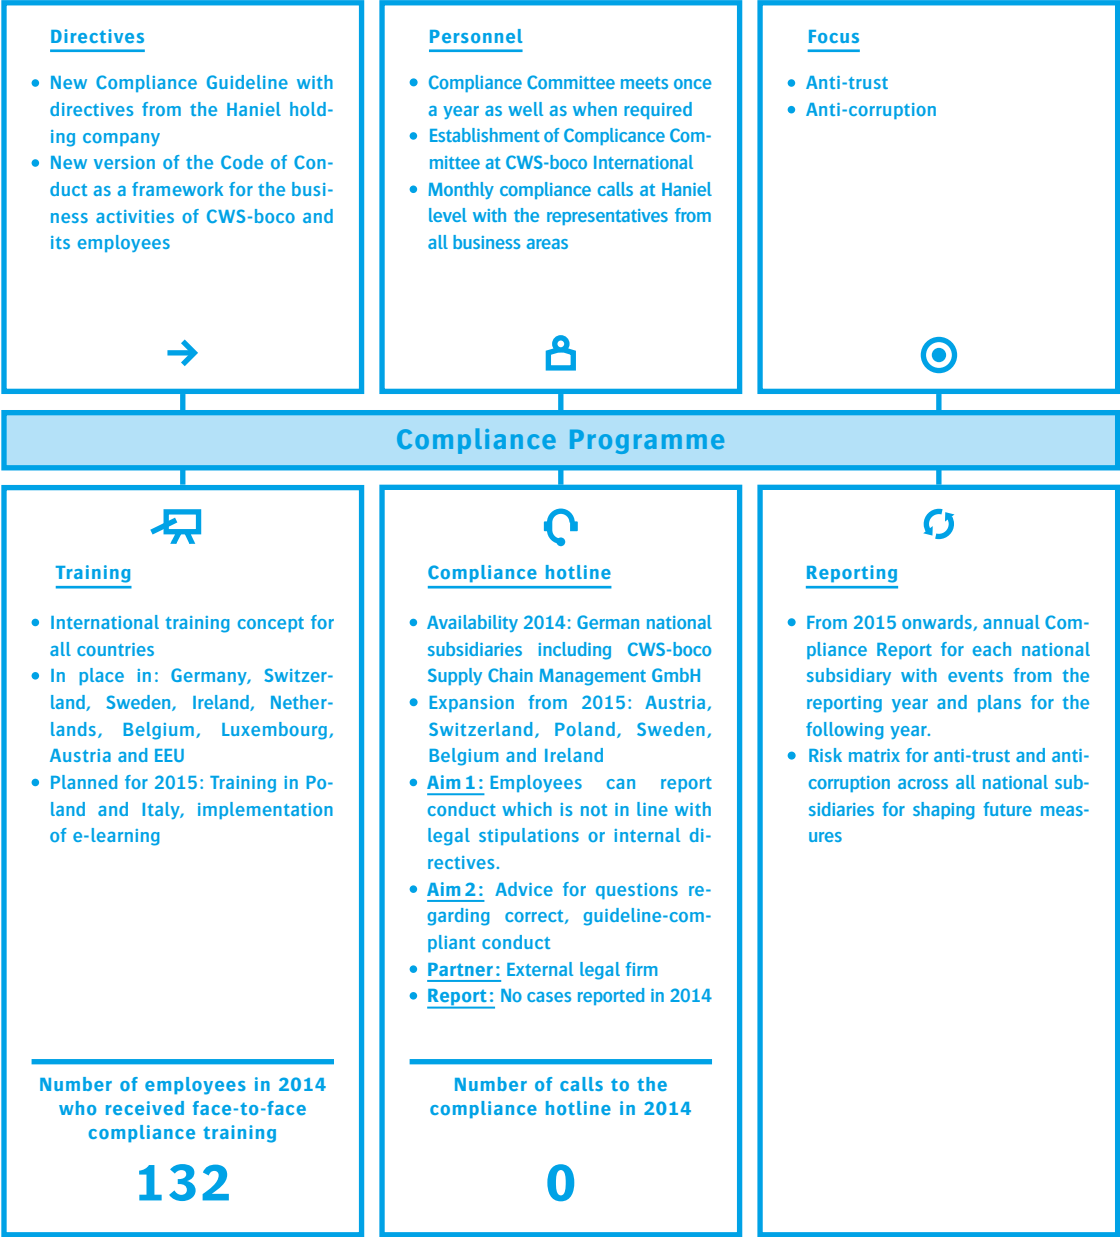 Directives
• New Compliance Guideline with
directives from the Haniel hold-
ing company
• New version of the Code of Con-
duct as a framework for the busi-
ness activities of CWS-boco and
its employees
Personnel
• Compliance Committee meets once
a year as well as when required
• Establishment of Complicance Com-
mittee at CWS-boco International
• Monthly compliance calls at Haniel
level with the representatives from
all business areas
Focus
• Anti-trust
• Anti-corruption
Compliance Programme
Training
• International training concept for
all countries
• In place in: Germany, Switzer-
land, Sweden, Ireland, Nether-
lands, Belgium, Luxembourg,
Austria and EEU
• Planned for 2015: Training in Po-
land and Italy, implementation
of e-learning
Number of employees in 2014
who received face-to-face
compliance training
132
Compliance hotline
• Availability 2014: German national
subsidiaries including CWS-boco
Supply Chain Management GmbH
• Expansion from 2015: Austria,
Switzerland, Poland, Sweden,
Belgium and Ireland
• Aim 1: Employees can report
conduct which is not in line with
legal stipulations or internal di-
rectives.
• Aim 2: Advice for questions re-
garding correct, guideline-com-
pliant conduct
• Partner: External legal firm
• Report: No cases reported in 2014
Number of calls to the
compliance hotline in 2014
0
Reporting
• From 2015 onwards, annual Com-
pliance Report for each national
subsidiary with events from the
reporting year and plans for the
following year.
• Risk matrix for anti-trust and anti-
corruption across all national sub-
sidiaries for shaping future meas-
ures